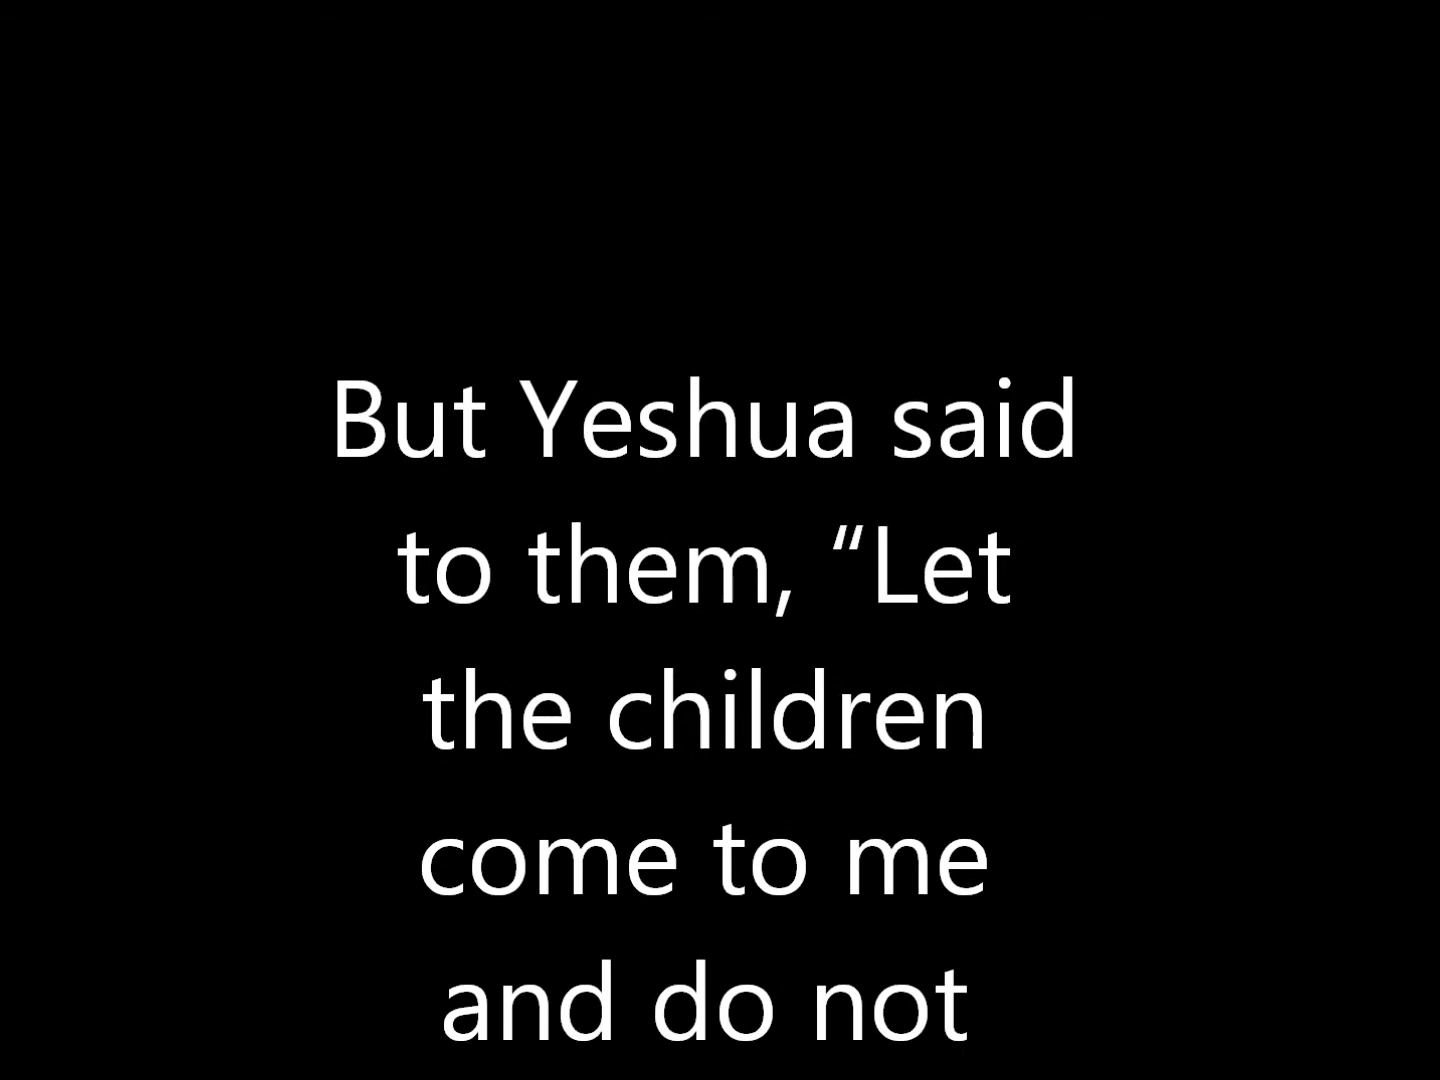 But Yeshua said
to them, “Let
the children
come to me
and do not